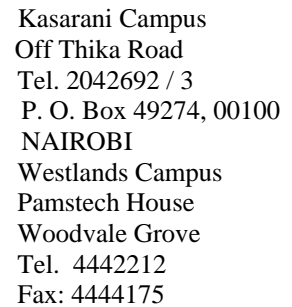 Kasarani Campus
Off Thika Road
Tel. 2042692 / 3
P. O. Box 49274, 00100
NAIROBI
Westlands Campus
Pamstech House
Woodvale Grove
Tel.  4442212
Fax: 4444175